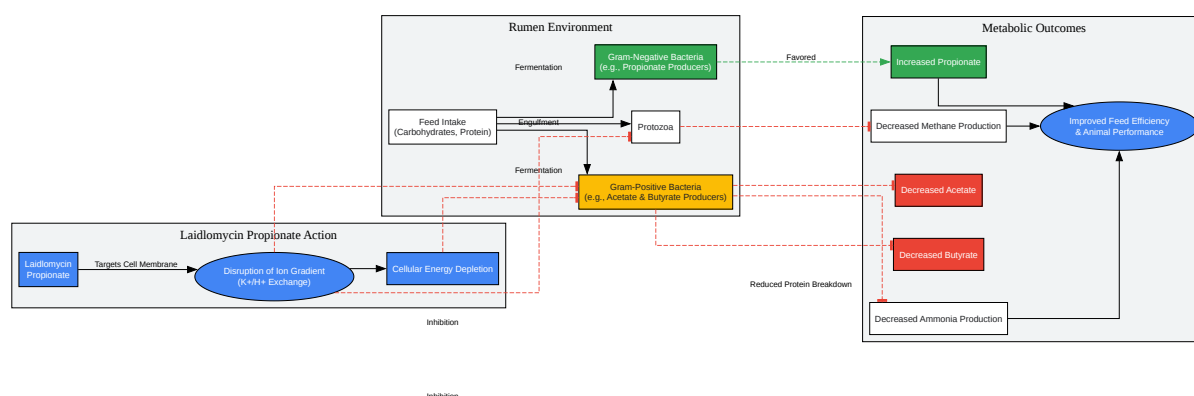 Rumen Environment
Metabolic Outcomes
Gram-Negative Bacteria
(e.g., Propionate Producers)
Favored
Increased Propionate
Fermentation
Feed Intake
(Carbohydrates, Protein)
Engulfment
Protozoa
Decreased Methane Production
Improved Feed Efficiency
& Animal Performance
Fermentation
Gram-Positive Bacteria
(e.g., Acetate & Butyrate Producers)
Decreased Acetate
Laidlomycin Propionate Action
Decreased Butyrate
Laidlomycin
Propionate
Targets Cell Membrane
Disruption of Ion Gradient
(K+/H+ Exchange)
Cellular Energy Depletion
Reduced Protein Breakdown
Decreased Ammonia Production
Inhibition
Inhibition